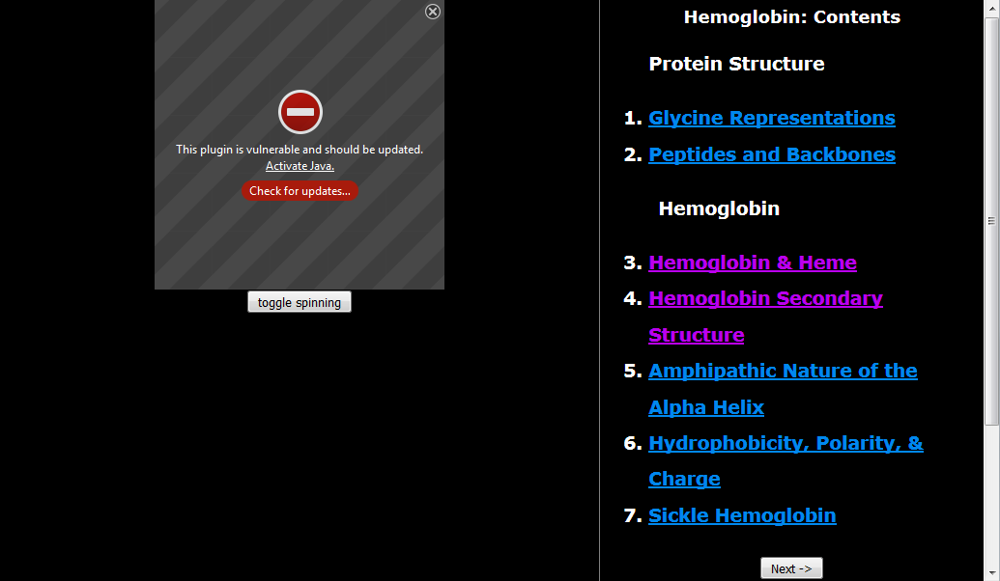 This plugin is vulnerable and should be updated.
Activate Java.
Check for updates...
toggle spinning
Hemoglobin: Contents
Protein Structure
1. Glycine Representations
2. Peptides and Backbones
Hemoglobin
3. Hemoglobin & Heme
4. Hemoglobin Secondary
Structure
5. Amphipathic Nature of the
Alpha Helix
6. Hydrophobicity, Polarity, &
Charge
7. Sickle Hemoglobin
Next ->